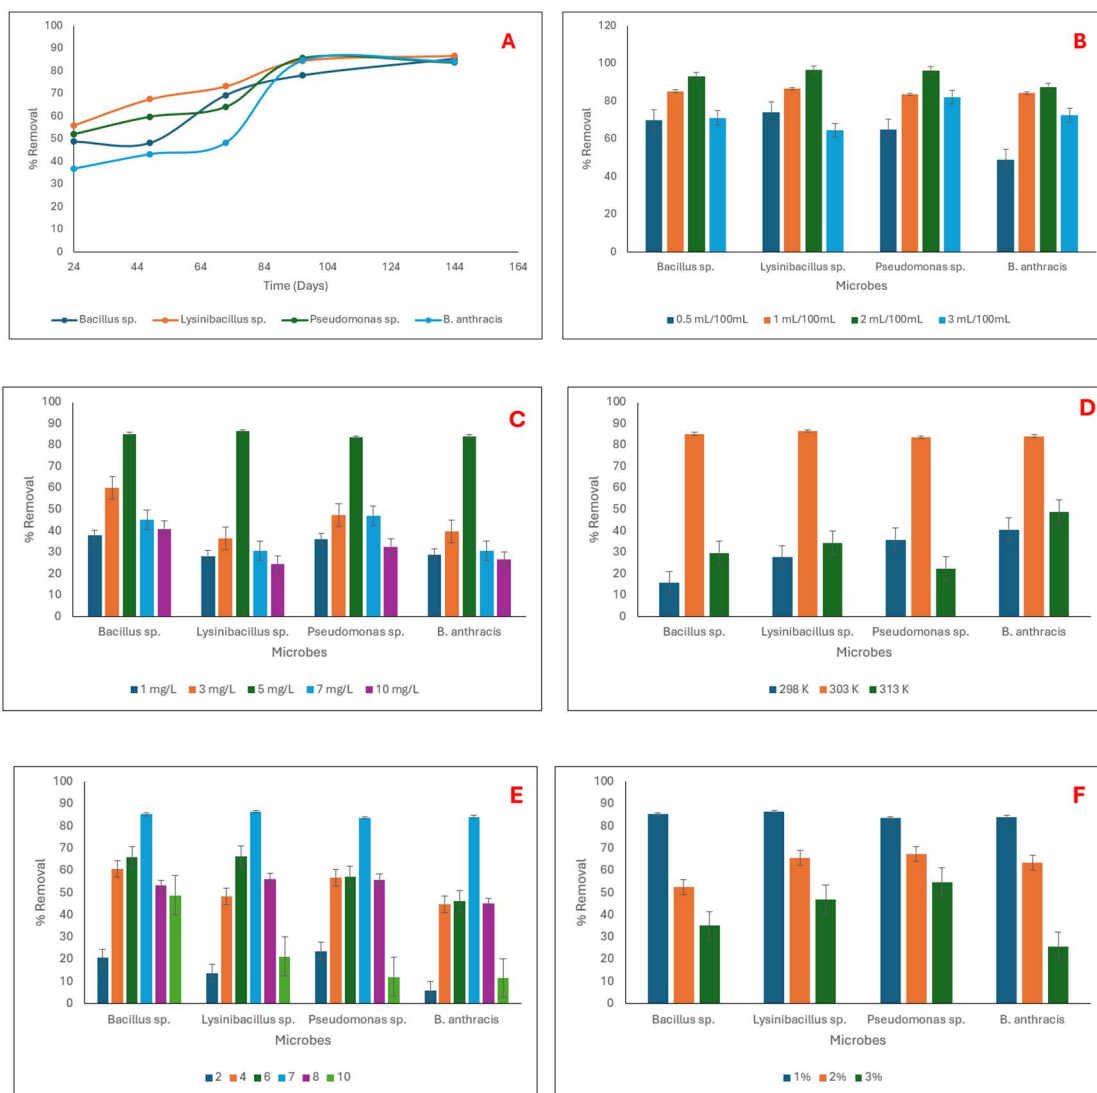 A
% Removal
100
90
80
70
60
50
40
30
20
10
0
24 44 64 84 104 124 144 164
Time (Days)
Bacillus sp. Lysinibacillus sp. Pseudomonas sp. B. anthracis
B
% Removal
120
100
80
60
40
20
0
Bacillus sp. Lysinibacillus sp. Pseudomonas sp. B. anthracis
Microbes
0.5 mL/100mL 1 mL/100mL 2 mL/100mL 3 mL/100mL
C
% Removal
100
90
80
70
60
50
40
30
20
10
0
Bacillus sp. Lysinibacillus sp. Pseudomonas sp. B. anthracis
Microbes
1 mg/L 3 mg/L 5 mg/L 7 mg/L 10 mg/L
D
% Removal
100
90
80
70
60
50
40
30
20
10
0
Bacillus sp. Lysinibacillus sp. Pseudomonas sp. B. anthracis
Microbes
298 K 303 K 313 K
E
% Removal
100
90
80
70
60
50
40
30
20
10
0
Bacillus sp. Lysinibacillus sp. Pseudomonas sp. B. anthracis
Microbes
2 4 6 7 8 10
F
% Removal
100
90
80
70
60
50
40
30
20
10
0
Bacillus sp. Lysinibacillus sp. Pseudomonas sp. B. anthracis
Microbes
1% 2% 3%